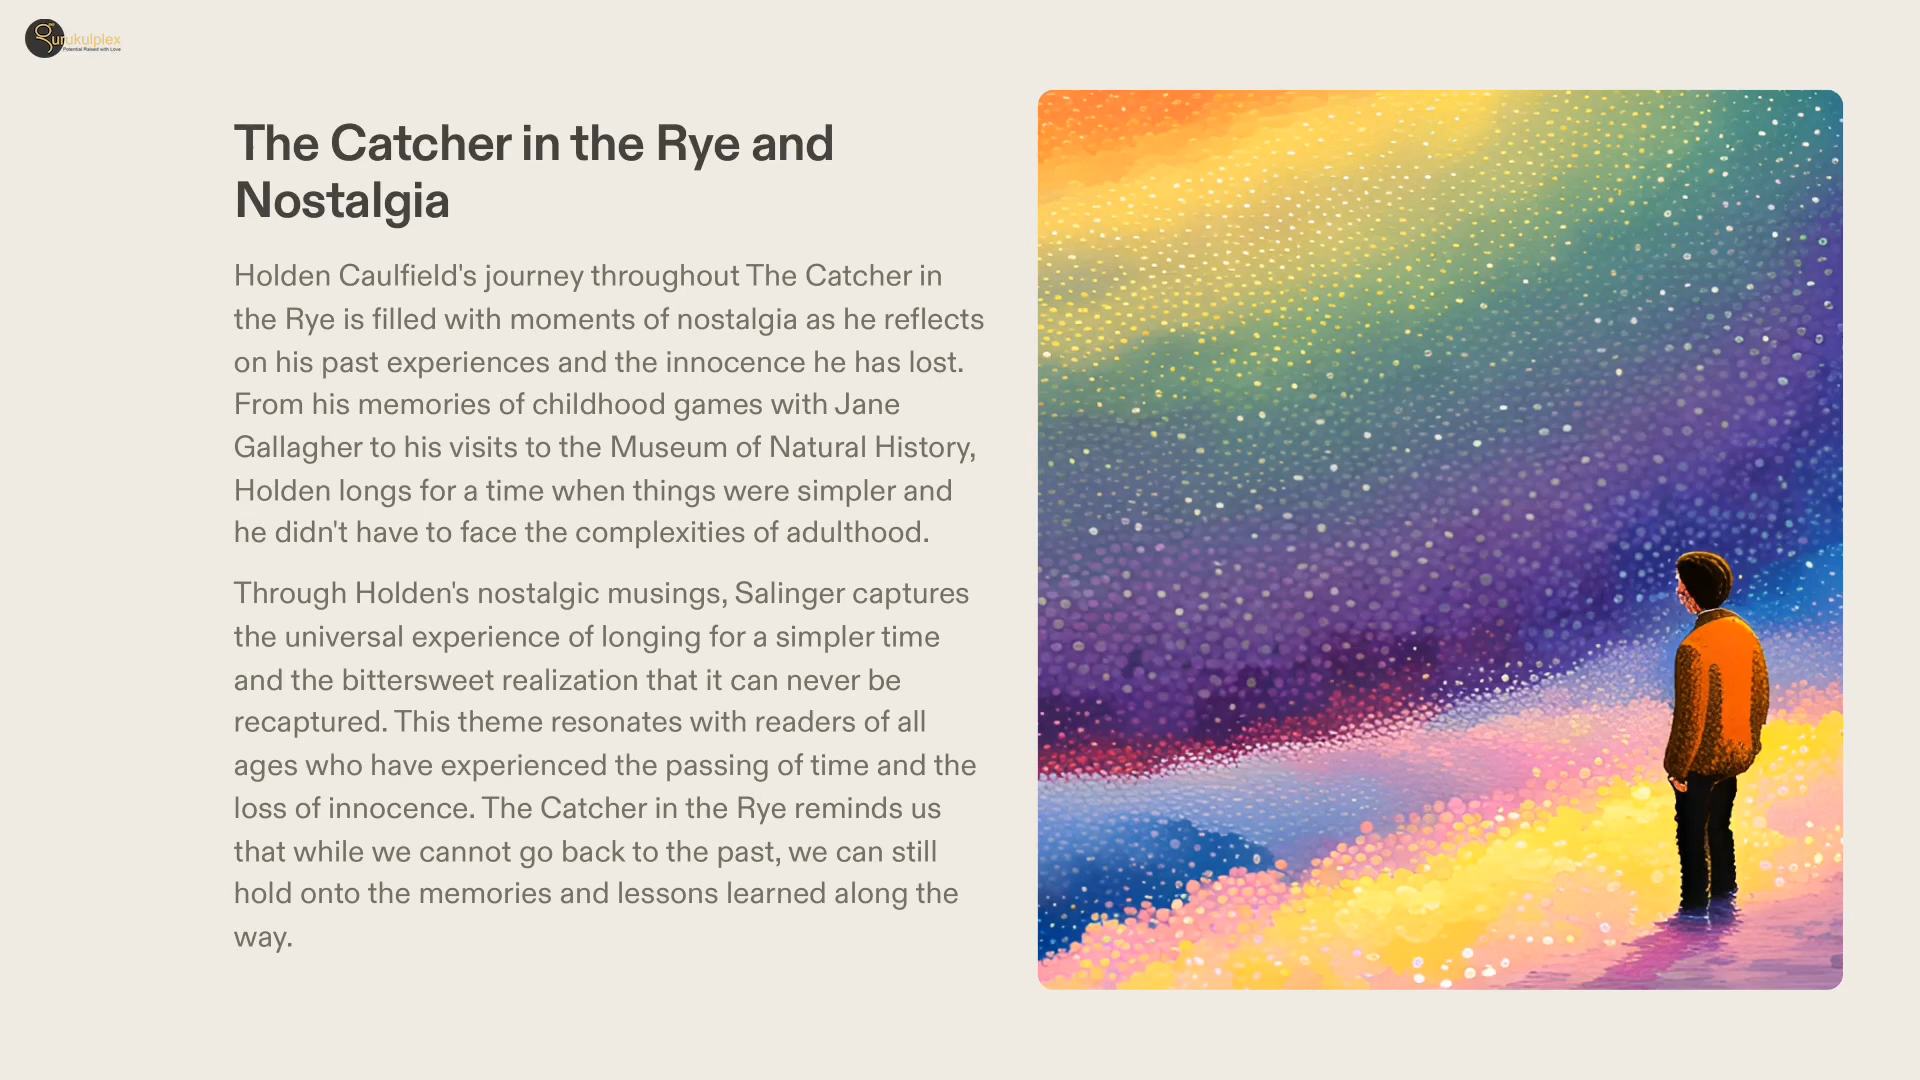 gurukulplex
Potential Raised with Love
The Catcher in the Rye and
Nostalgia
Holden Caulfield's journey throughout The Catcher in
the Rye is filled with moments of nostalgia as he reflects
on his past experiences and the innocence he has lost.
From his memories of childhood games with Jane
Gallagher to his visits to the Museum of Natural History,
Holden longs for a time when things were simpler and
he didn't have to face the complexities of adulthood.
Through Holden's nostalgic musings, Salinger captures
the universal experience of longing for a simpler time
and the bittersweet realization that it can never be
recaptured. This theme resonates with readers of all
ages who have experienced the passing of time and the
loss of innocence. The Catcher in the Rye reminds us
that while we cannot go back to the past, we can still
hold onto the memories and lessons learned along the
way.